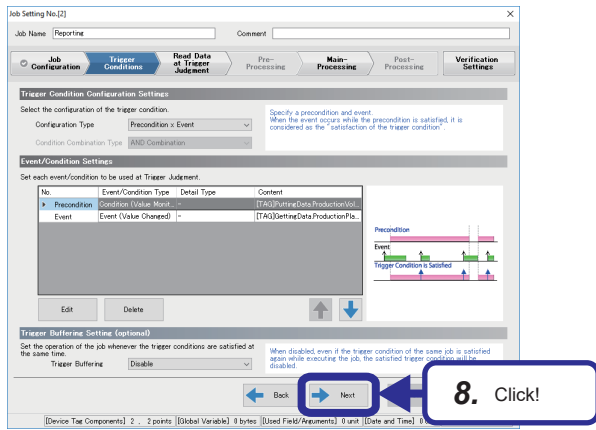 Job Setting No.[2]
Job Name Reporting Comment
Job Configuration
Trigger Conditions
Read Data at Trigger Judgment
Pre-Processing
Main-Processing
Post-Processing
Verification Settings
Trigger Condition Configuration Settings
Select the configuration of the trigger condition.
Configuration Type Precondition x Event
Condition Combination Type AND Combination
Specify a precondition and event.
When the event occurs while the precondition is satisfied, it is
considered as the "satisfaction of the trigger condition".
Event/Condition Settings
Set each event/condition to be used at Trigger Judgment.
No. Event/Condition Type Detail Type Content
Precondition Condition (Value Monit... - [TAG]PuttingData.ProductionVol...
Event Event (Value Changed) - [TAG]GettingData.ProductionPla...
Precondition
Event
Trigger Condition is Satisfied
Edit Delete
Trigger Buffering Setting (optional)
Set the operation of the job whenever the trigger conditions are satisfied at
the same time.
Trigger Buffering Disable
When disabled, even if the trigger condition of the same job is satisfied
again while executing the job, the satisfied trigger condition will be
disabled.
Back Next
8. Click!
[Device Tag Components] 2 , 2 points [Global Variable] 0 bytes [Used Field/Arguments] 0 unit [Date and Time] 0